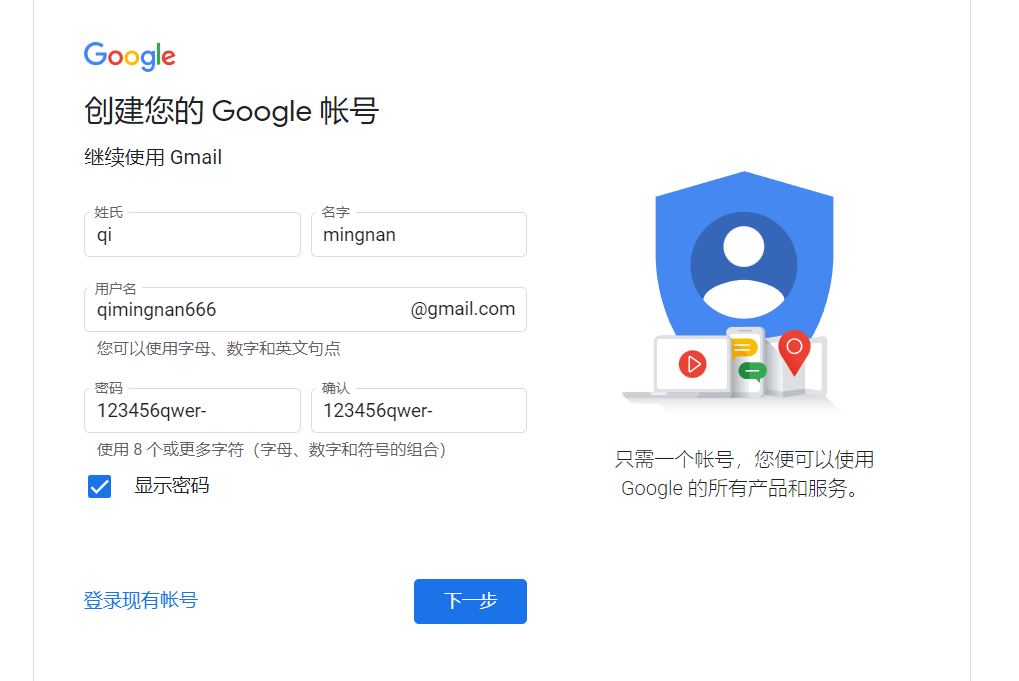 Google
创建您的 Google 帐号
继续使用 Gmail
姓氏 名字
qi mingnan
用户名
qimingnan666 @gmail.com
您可以使用字母、数字和英文句点
密码 确认
123456qwer- 123456qwer-
使用 8 个或更多字符（字母、数字和符号的组合）
显示密码
登录现有帐号 下一步
只需一个帐号，您便可以使用
Google 的所有产品和服务。